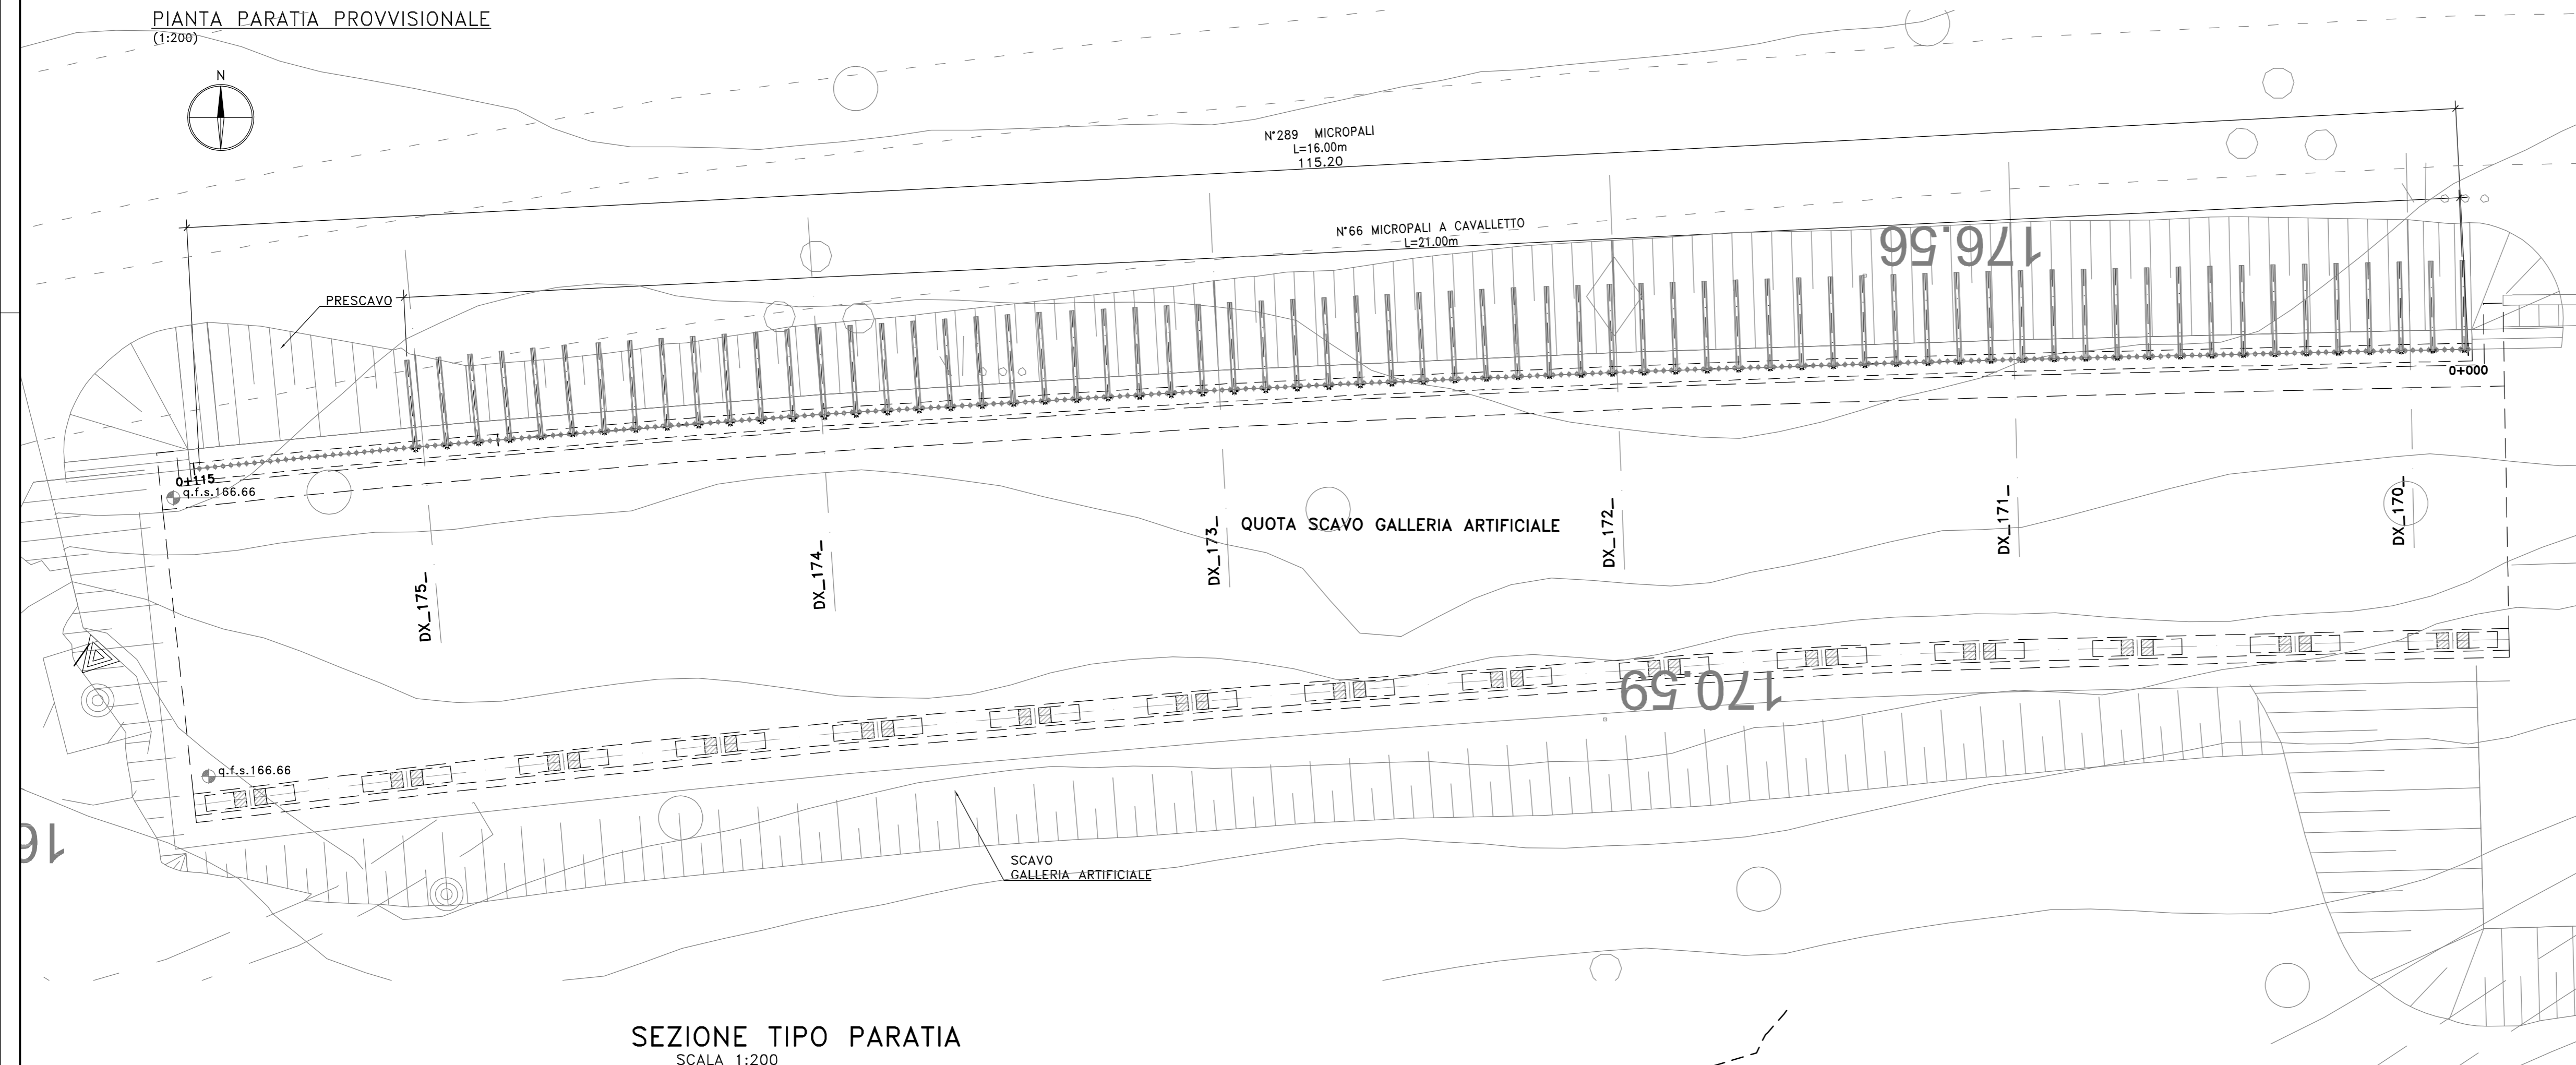 PIANTA PARATIA PROVVISIONALE
(1:200)
N
N°289 MICROPALI
L=16.00m
115.20
N°66 MICROPALI A CAVALLETTO
L=21.00m
176.56
PRESCAVO
0+000
0+115
q.f.s.166.66
QUOTA SCAVO GALLERIA ARTIFICIALE
DX_175_
DX_174_
DX_173_
DX_172_
DX_171_
DX_170_
170.59
q.f.s.166.66
16
SCAVO
GALLERIA ARTIFICIALE
SEZIONE TIPO PARATIA
SCALA 1:200